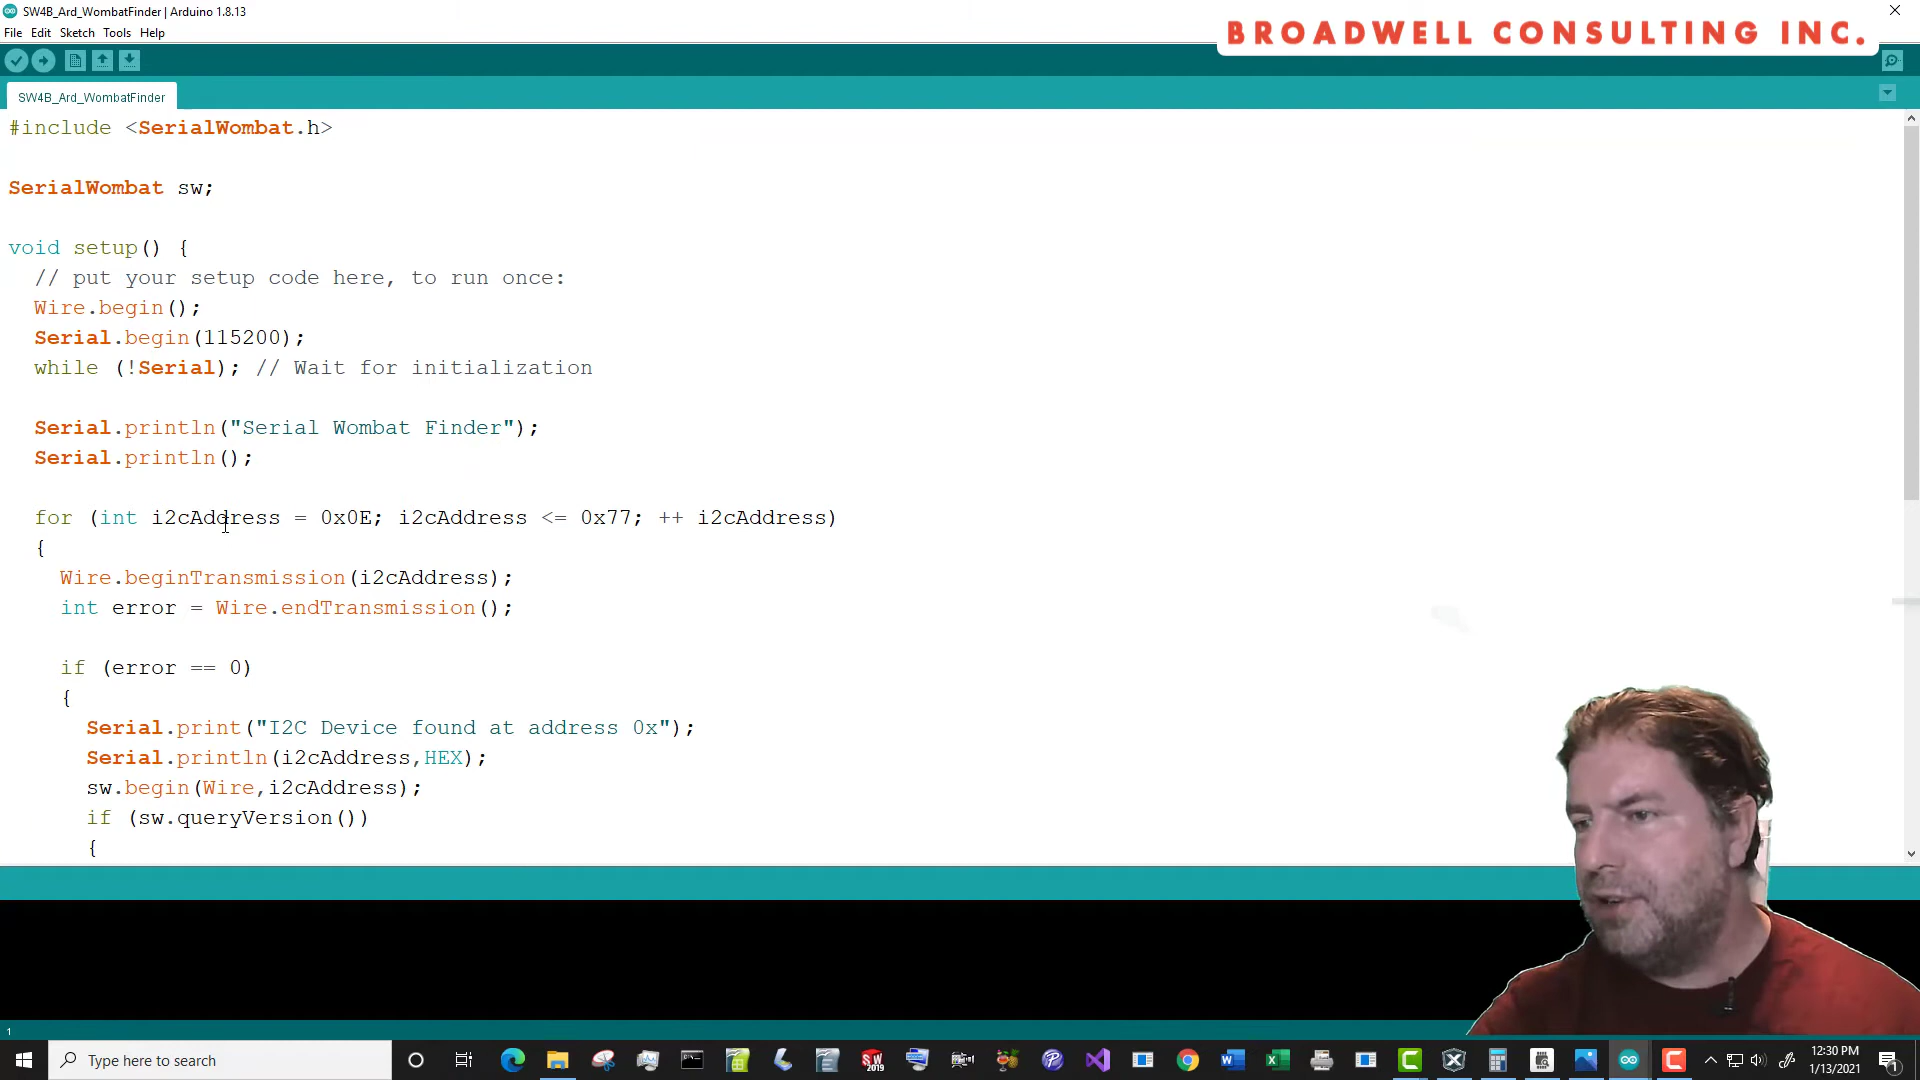 SW4B_Ard_WombatFinder | Arduino 1.8.13
BROADWELL CONSULTING INC.
File Edit Sketch Tools Help
SW4B_Ard_WombatFinder
#include <SerialWombat.h>
SerialWombat sw;
void setup() {
// put your setup code here, to run once:
Wire.begin();
Serial.begin(115200);
while (!Serial); // Wait for initialization
Serial.println("Serial Wombat Finder");
Serial.println();
for (int i2cAddress = 0x0E; i2cAddress <= 0x77; ++ i2cAddress)
{
Wire.beginTransmission(i2cAddress);
int error = Wire.endTransmission();
if (error == 0)
{
Serial.print("I2C Device found at address 0x");
Serial.println(i2cAddress,HEX);
sw.begin(Wire,i2cAddress);
if (sw.queryVersion())
{
1
Type here to search
SW
2019
12:30 PM
1/13/2021
1